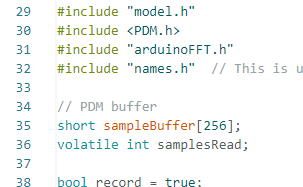 29 #include "model.h"
30 #include <PDM.h>
31 #include "arduinoFFT.h"
32 #include "names.h" // This is u
33
34 // PDM buffer
35 short sampleBuffer[256];
36 volatile int samplesRead;
37
38 bool record = true;